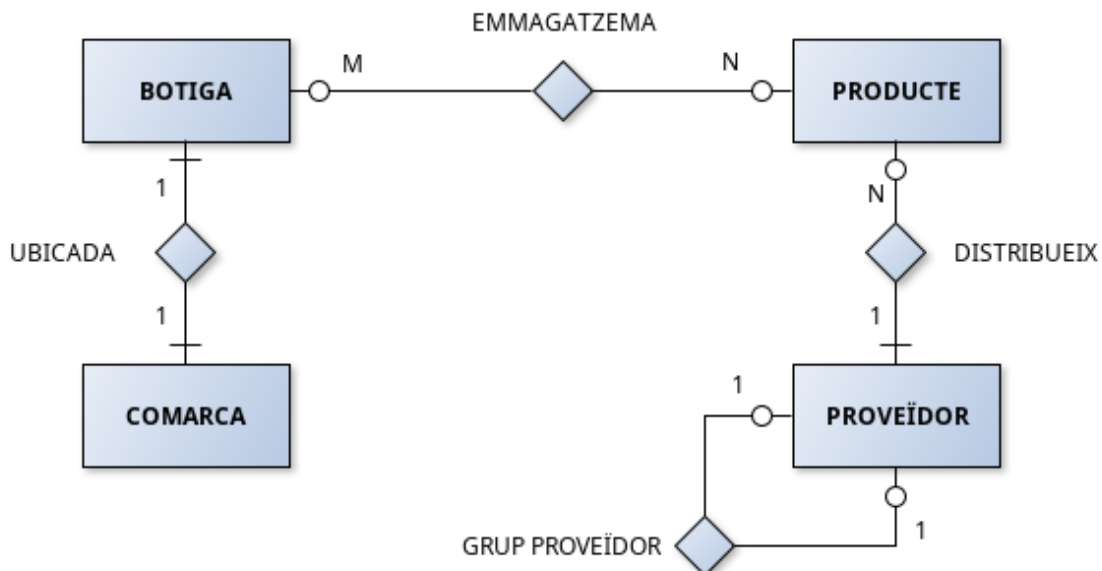 EMMAGATZEMA
BOTIGA
M
N
PRODUCTE
1
N
UBICADA
DISTRIBUEIX
1
1
COMARCA
1
PROVEÏDOR
GRUP PROVEÏDOR
1